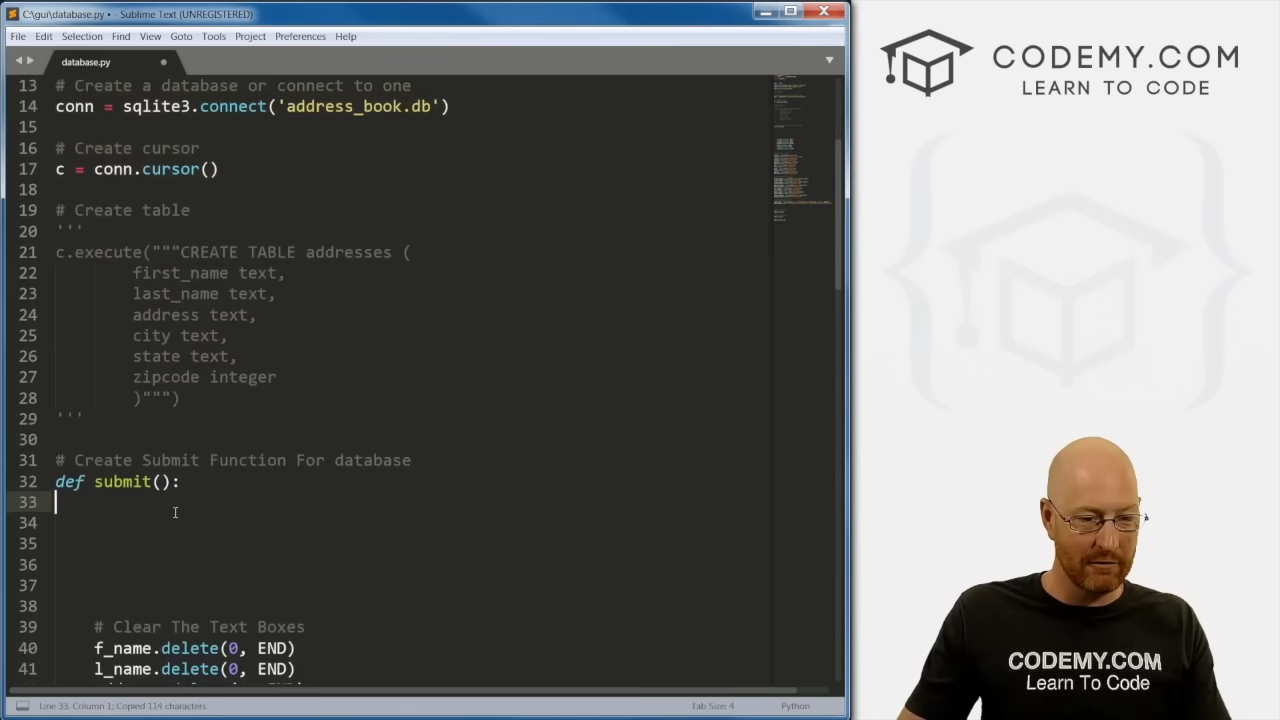 C:\gui\database.py • - Sublime Text (UNREGISTERED)
File Edit Selection Find View Goto Tools Project Preferences Help
database.py
13 # Create a database or connect to one
14 conn = sqlite3.connect('address_book.db')
15
16 # Create cursor
17 c = conn.cursor()
18
19 # Create table
20 '''
21 c.execute("""CREATE TABLE addresses (
22 first_name text,
23 last_name text,
24 address text,
25 city text,
26 state text,
27 zipcode integer
28 )""")
29 '''
30
31 # Create Submit Function For database
32 def submit():
33
34
35
36
37
38
39 # Clear The Text Boxes
40 f_name.delete(0, END)
41 l_name.delete(0, END)
Line 33, Column 1; Copied 114 characters
Tab Size: 4
Python
CODEMY.COM
LEARN TO CODE
CODEMY.COM
Learn To Code